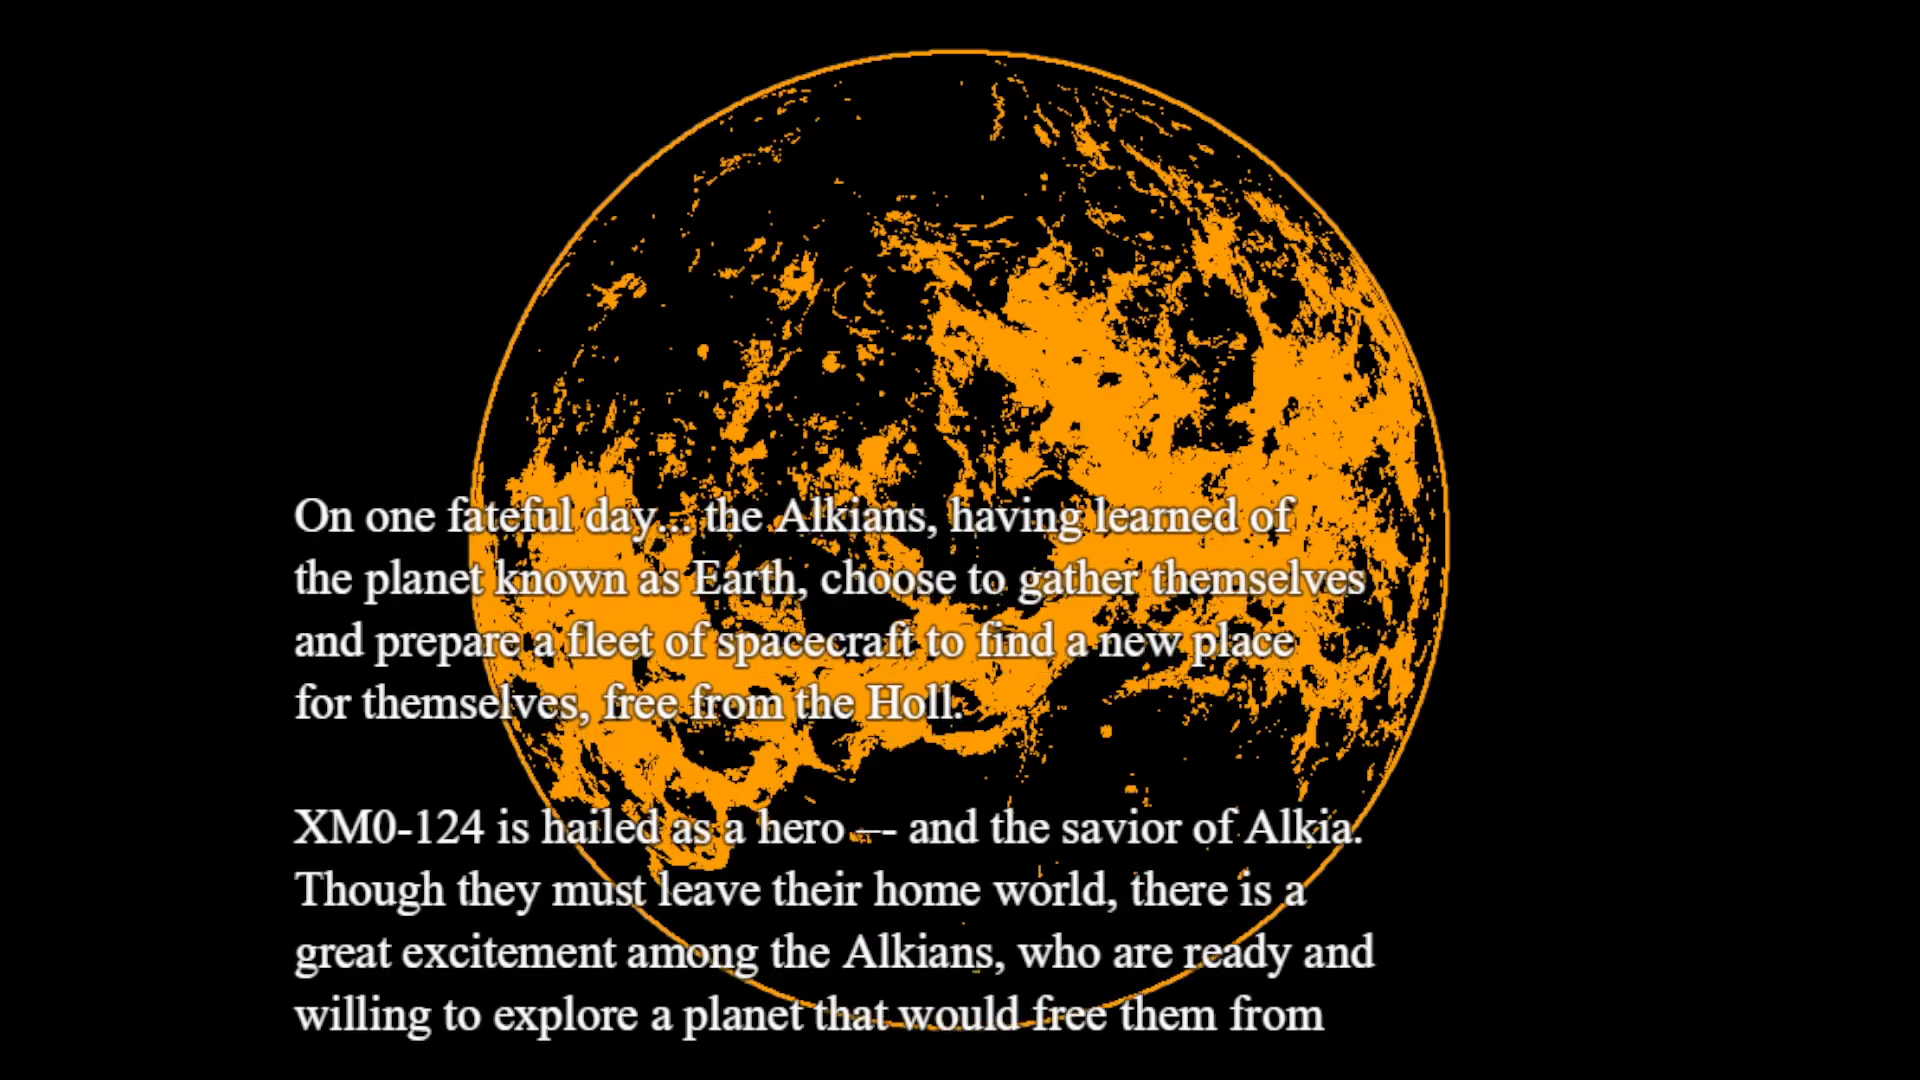 On one fateful day... the Alkians, having learned of
the planet known as Earth, choose to gather themselves
and prepare a fleet of spacecraft to find a new place
for themselves, free from the Holl.
XM0-124 is hailed as a hero –- and the savior of Alkia.
Though they must leave their home world, there is a
great excitement among the Alkians, who are ready and
willing to explore a planet that would free them from